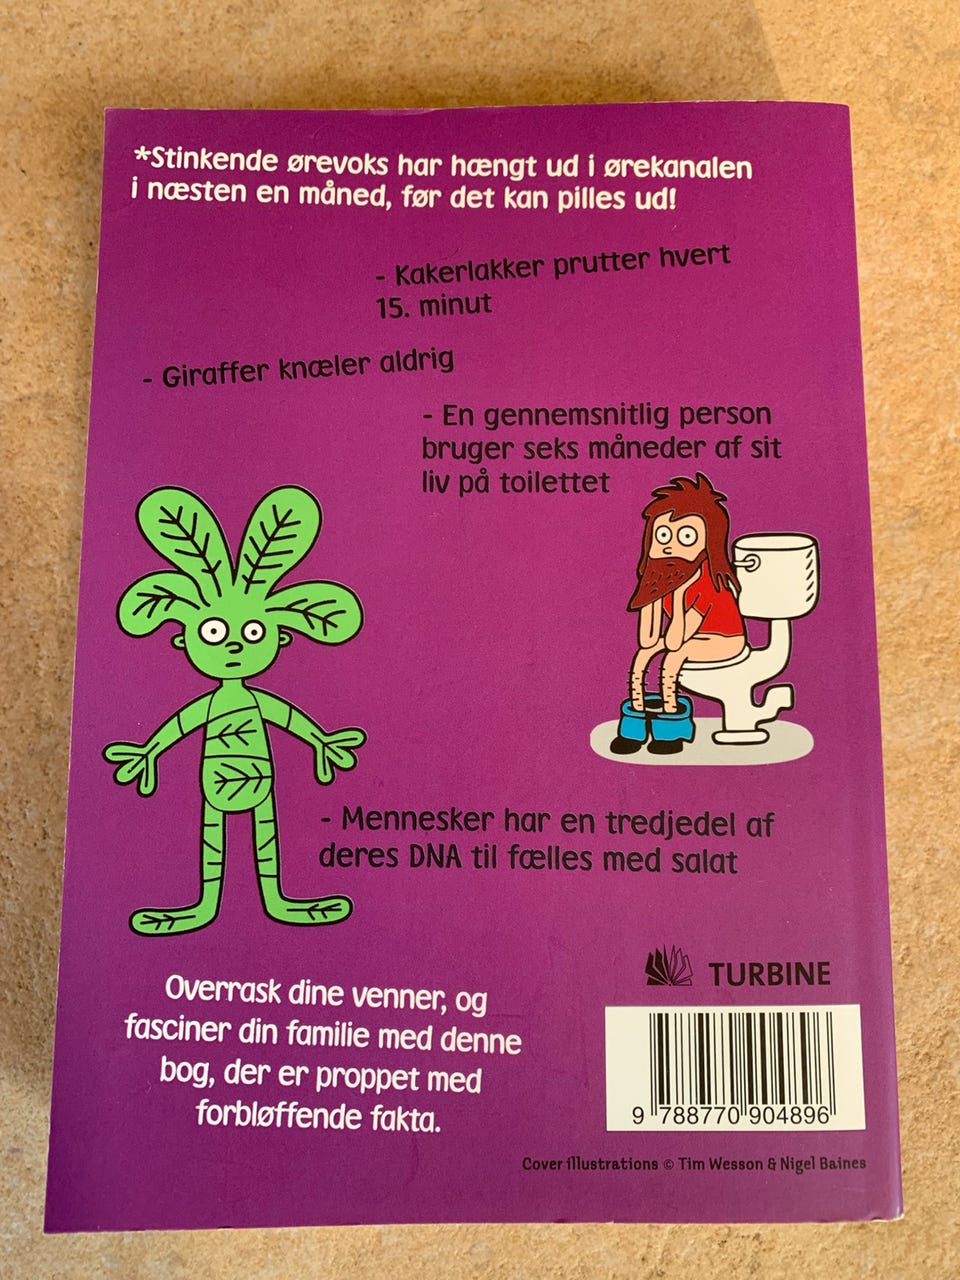 *Stinkende ørevoks har hængt ud i ørekanalen
i næsten en måned, før det kan pilles ud!
- Kakerlakker prutter hvert
15. minut
- Giraffer knæler aldrig
- En gennemsnitlig person
bruger seks måneder af sit
liv på toilettet
- Mennesker har en tredjedel af
deres DNA til fælles med salat
Overrask dine venner, og
fasciner din familie med denne
bog, der er proppet med
forbløffende fakta.
TURBINE
9 788770 904896
Cover illustrations © Tim Wesson & Nigel Baines